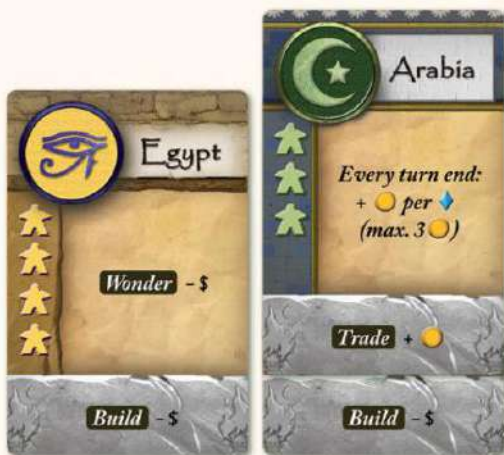 Egypt
Wonder - $
Build - $
Arabia
Every turn end:
+ per
(max. 3 )
Trade +
Build - $